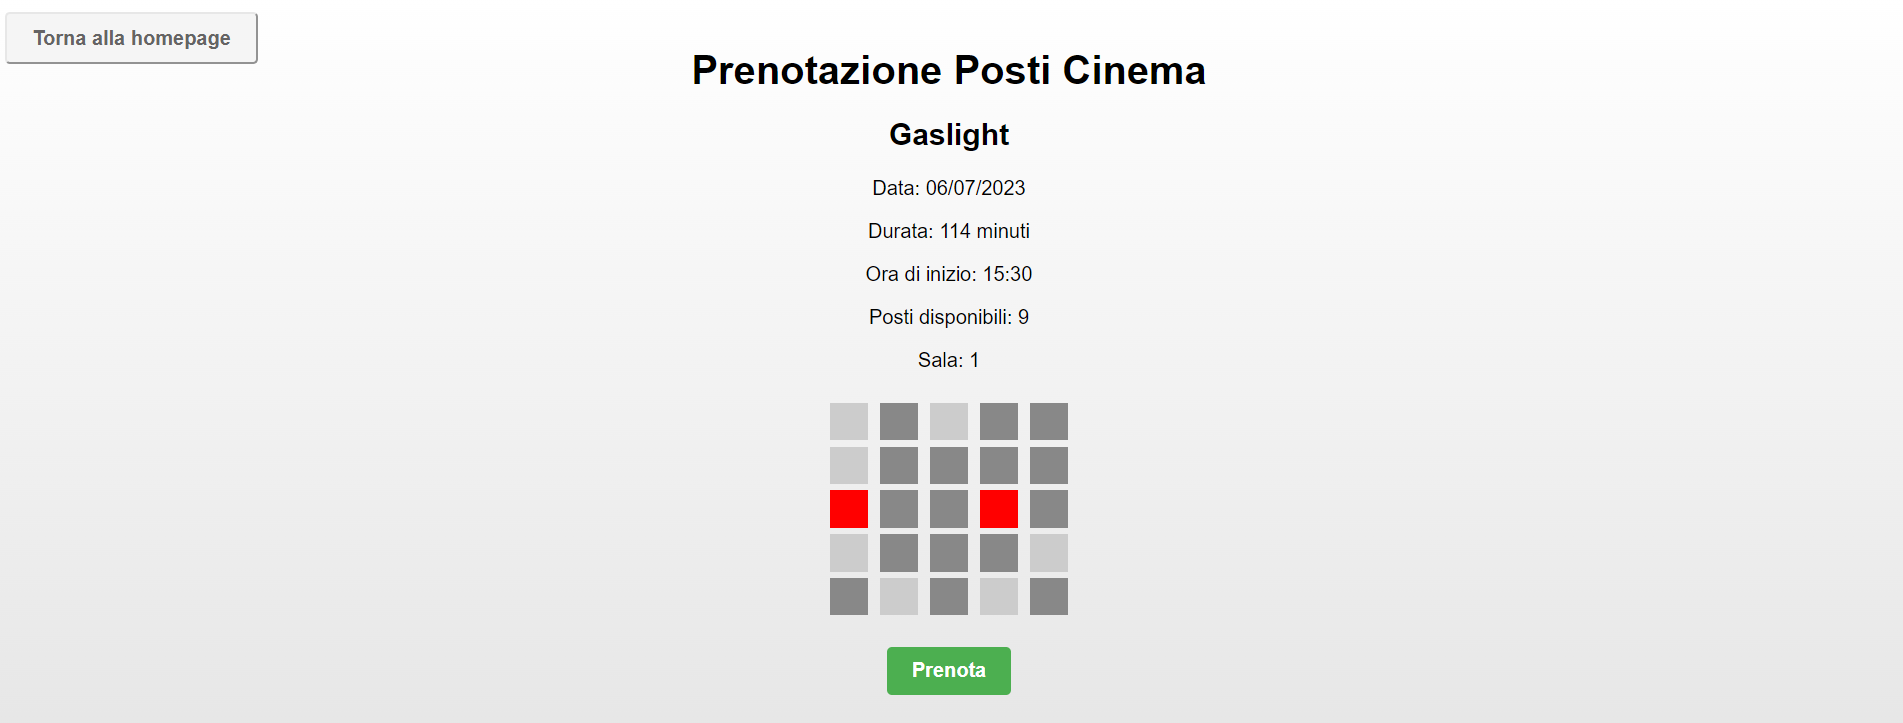 Torna alla homepage
Prenotazione Posti Cinema
Gaslight
Data: 06/07/2023
Durata: 114 minuti
Ora di inizio: 15:30
Posti disponibili: 9
Sala: 1
Prenota